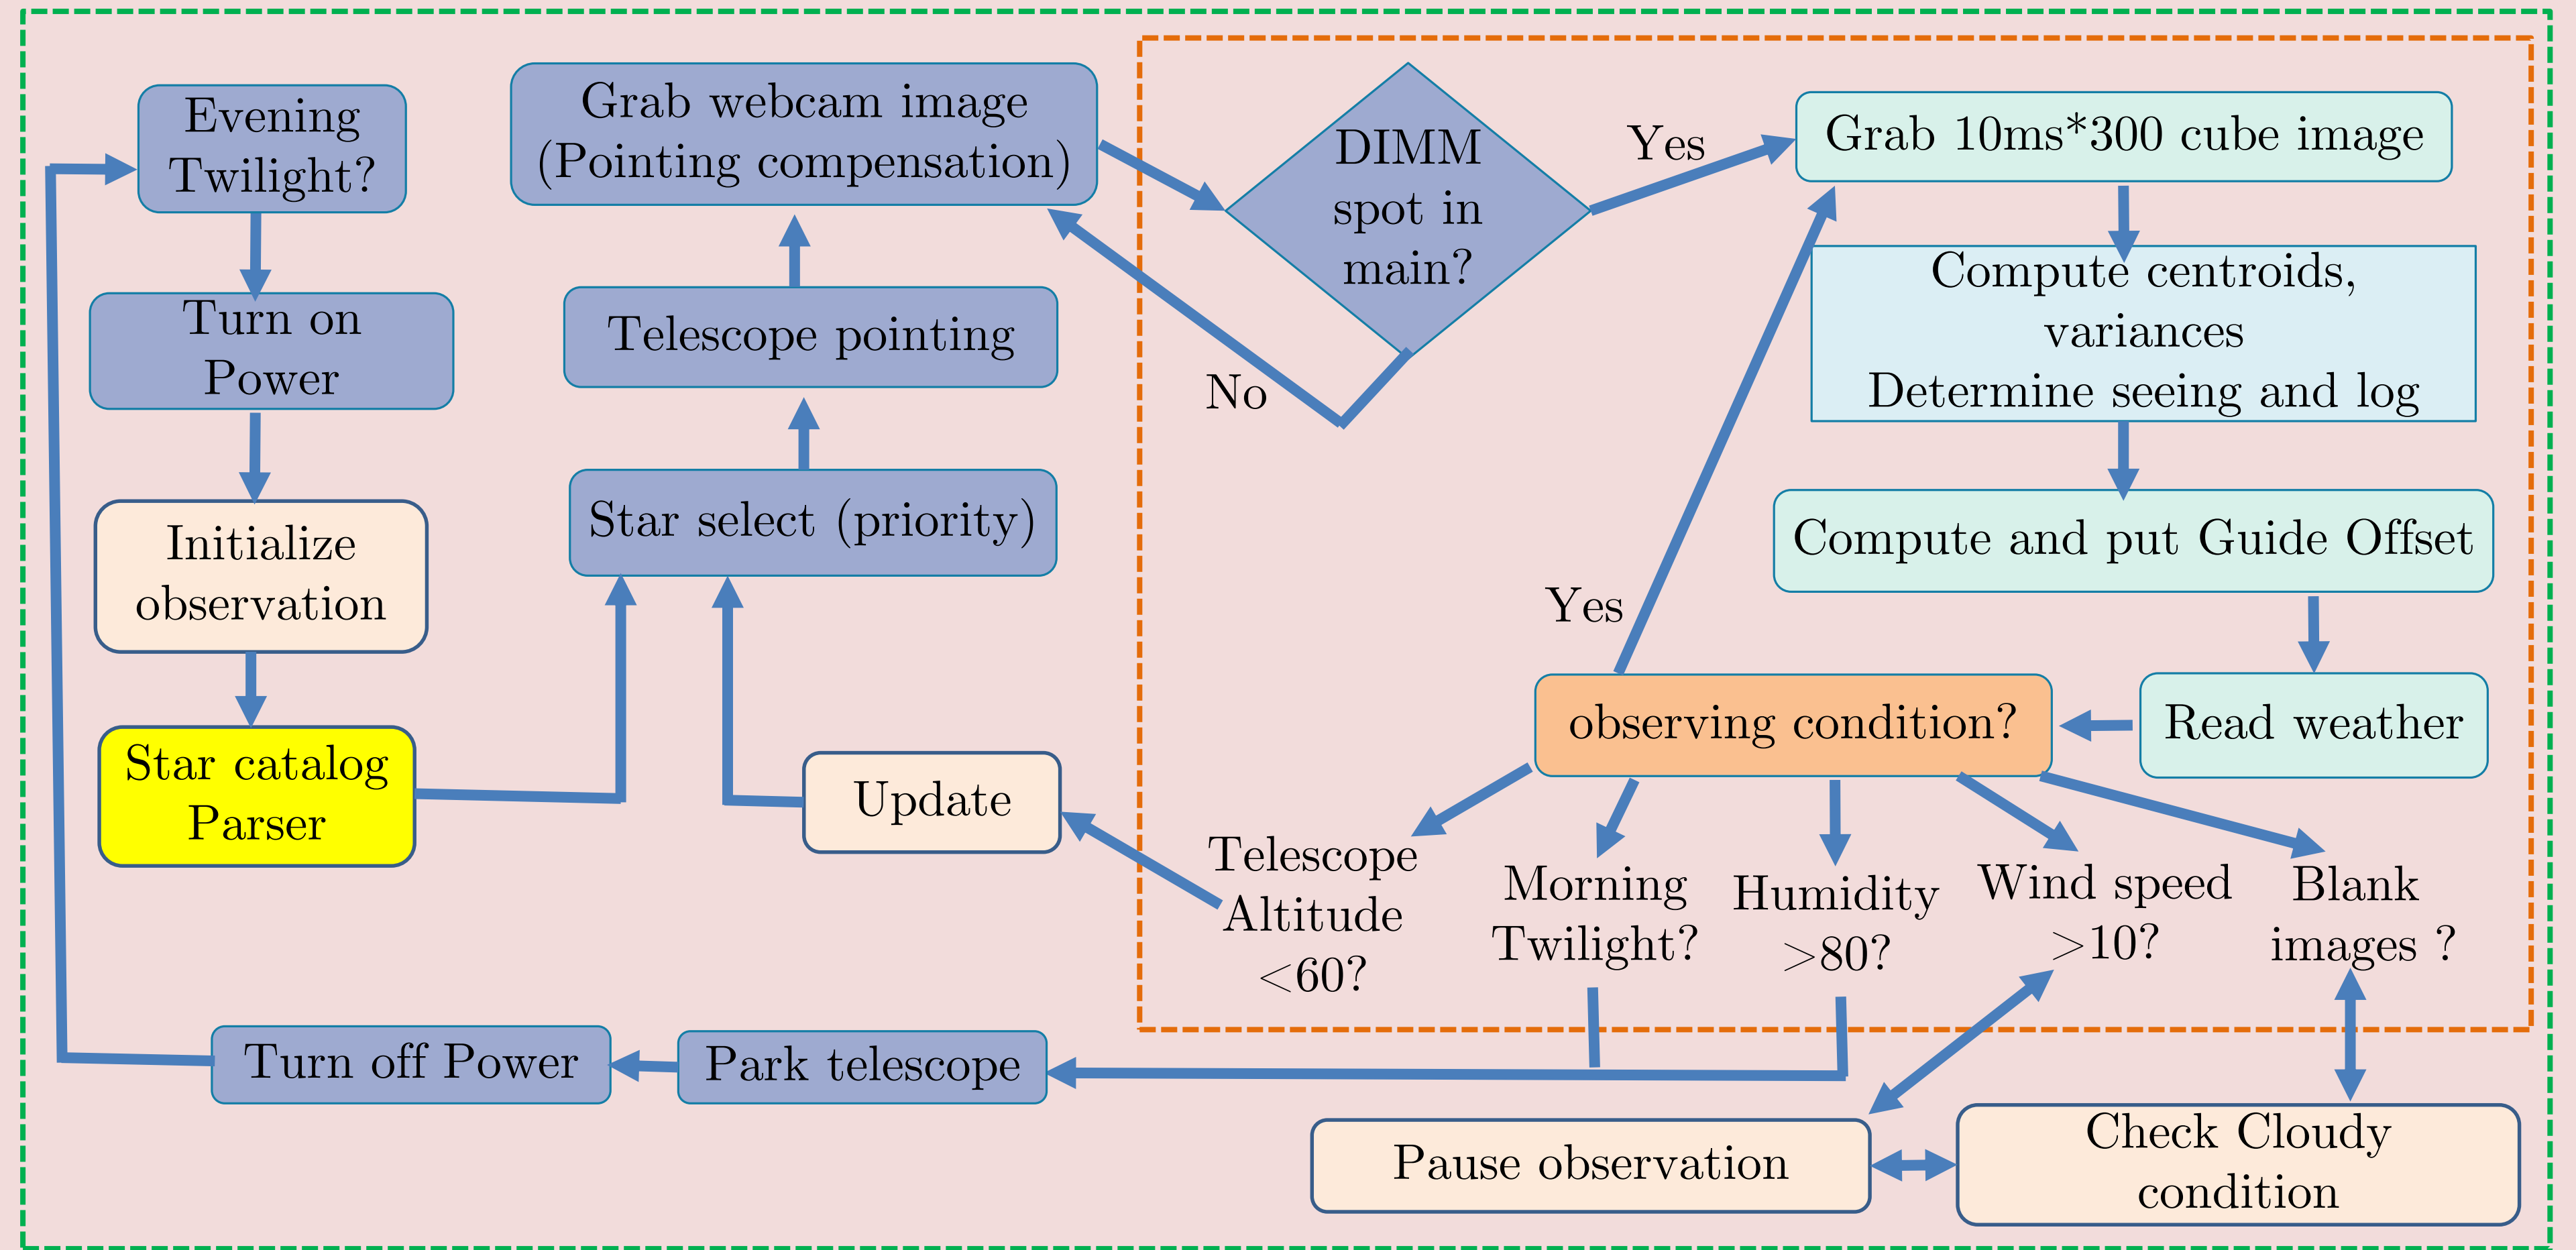 Evening
Twilight?
Turn on
Power
Initialize
observation
Star catalog
Parser
Grab webcam image
(Pointing compensation)
Telescope pointing
Star select (priority)
Update
DIMM
spot in
main?
Yes
No
Grab 10ms*300 cube image
Compute centroids,
variances
Determine seeing and log
Compute and put Guide Offset
Yes
observing condition?
Read weather
Telescope
Altitude
<60?
Morning
Twilight?
Humidity
>80?
Wind speed
>10?
Blank
images ?
Turn off Power
Park telescope
Pause observation
Check Cloudy
condition